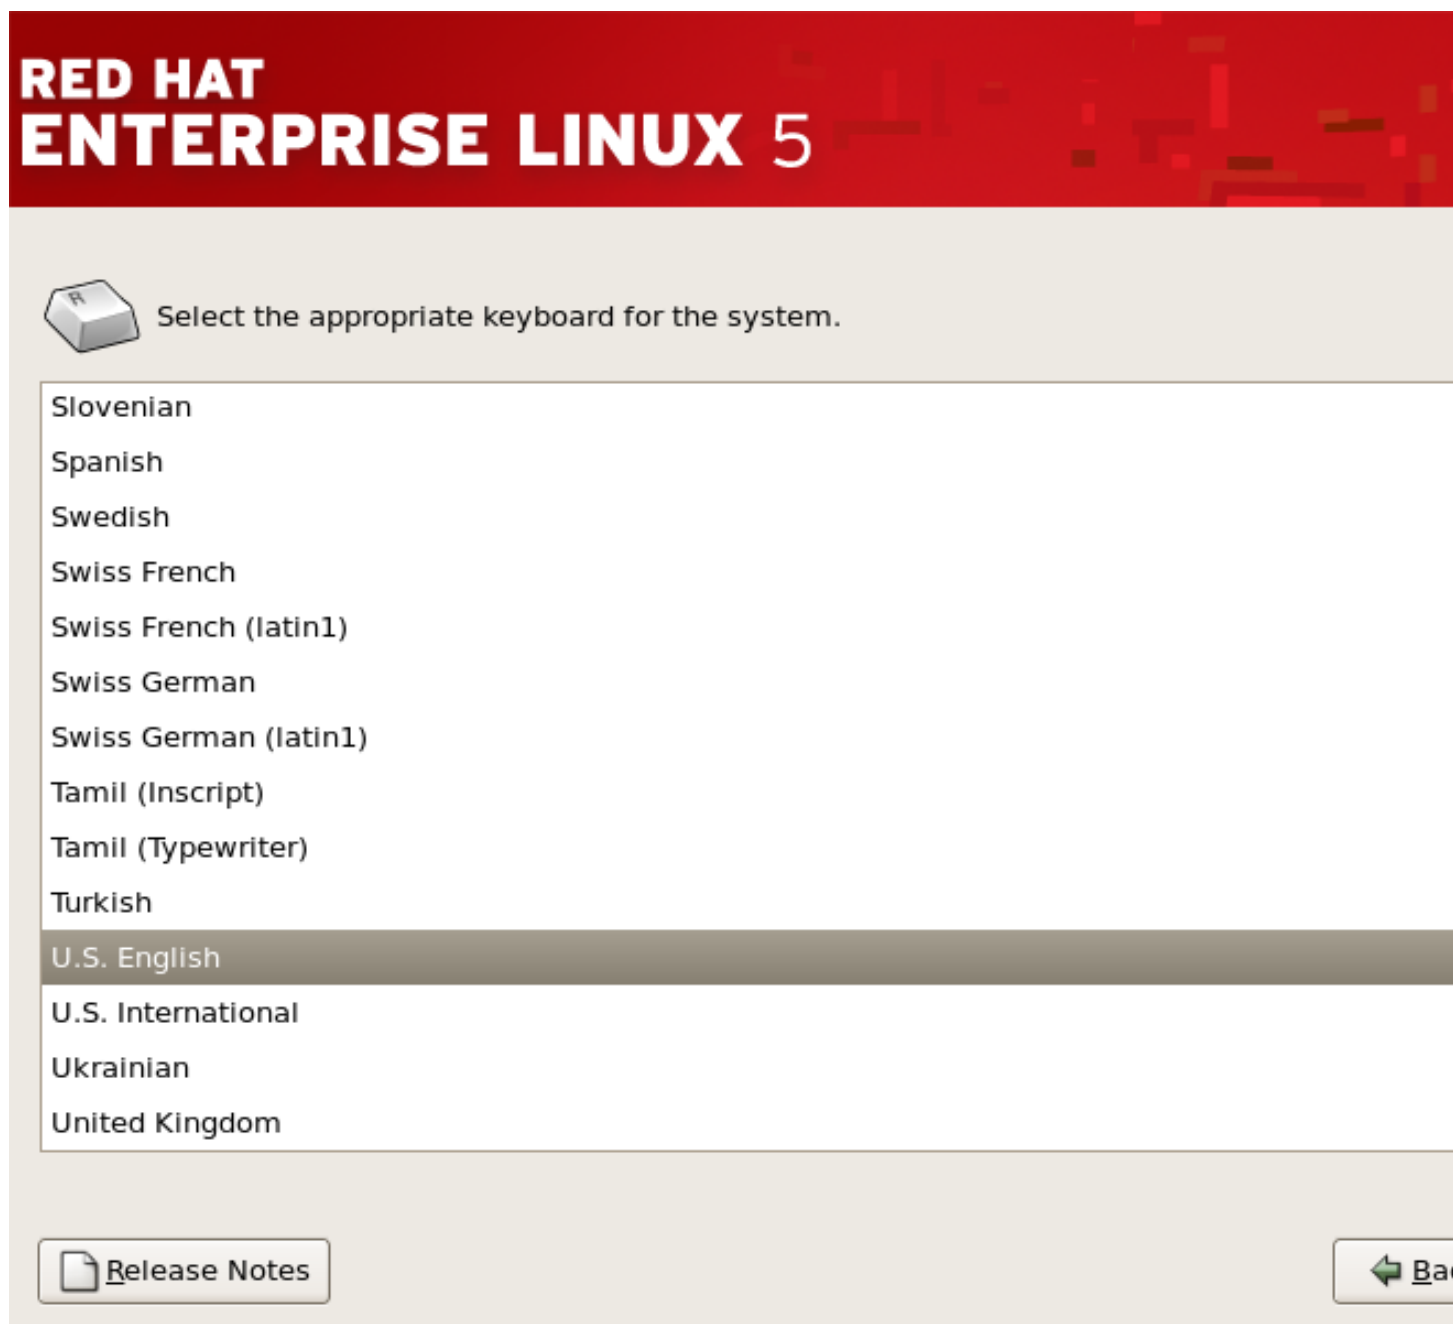 RED HAT
ENTERPRISE LINUX 5
Select the appropriate keyboard for the system.
Slovenian
Spanish
Swedish
Swiss French
Swiss French (latin1)
Swiss German
Swiss German (latin1)
Tamil (Inscript)
Tamil (Typewriter)
Turkish
U.S. English
U.S. International
Ukrainian
United Kingdom
Release Notes